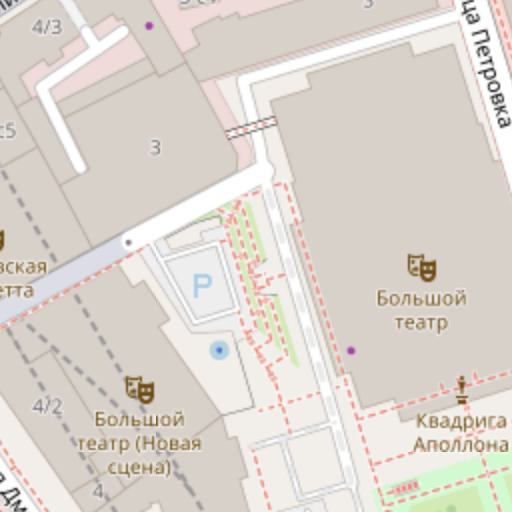 4/3
3
ца Петровка
с5
3
вская
етта
P
Большой
театр
Большой
театр (Новая
сцена)
Квадрига
Аполлона
4/2
4